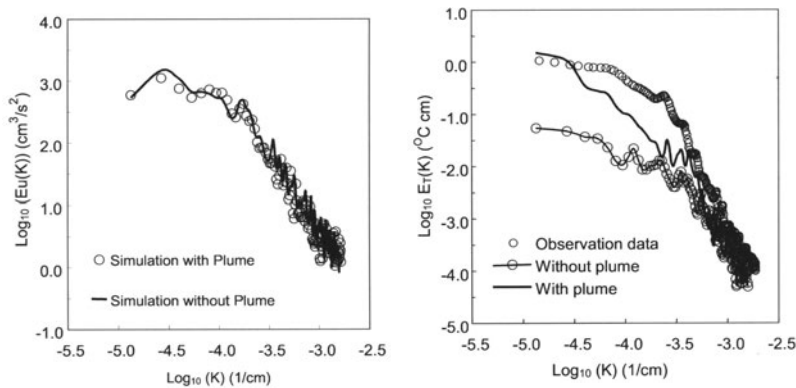 Log₁₀ (Eu(K)) (cm³/s²)
4.0
3.0
2.0
1.0
0.0
-1.0
Simulation with Plume
Simulation without Plume
-5.5 -5.0 -4.5 -4.0 -3.5 -3.0 -2.5
Log₁₀ (K) (1/cm)
Log₁₀ E_T(K) (°C cm)
1.0
0.0
-1.0
-2.0
-3.0
-4.0
-5.0
Observation data
Without plume
With plume
-5.5 -5.0 -4.5 -4.0 -3.5 -3.0 -2.5
Log₁₀ (K) (1/cm)